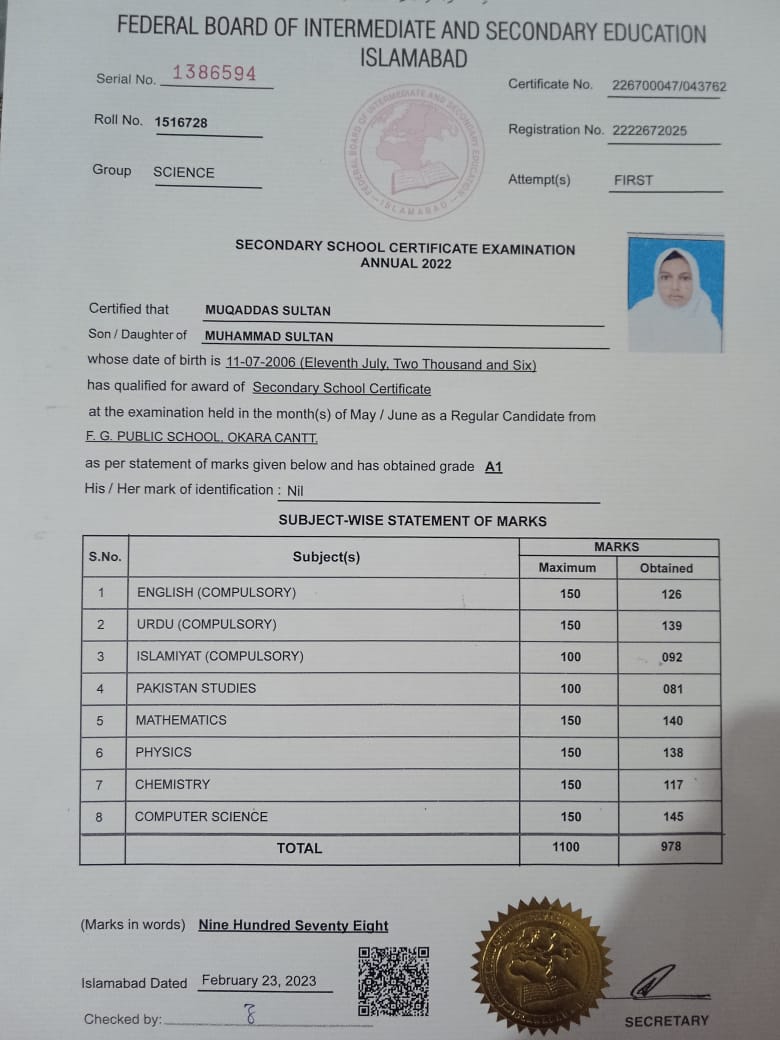 FEDERAL BOARD OF INTERMEDIATE AND SECONDARY EDUCATION
ISLAMABAD
Serial No. 1386594
Certificate No. 226700047/043762
Roll No. 1516728
Registration No. 2222672025
Group SCIENCE
Attempt(s) FIRST
FEDERAL BOARD OF INTERMEDIATE AND SECONDARY EDUCATION
ISLAMABAD
SECONDARY SCHOOL CERTIFICATE EXAMINATION
ANNUAL 2022
Certified that MUQADDAS SULTAN
Son / Daughter of MUHAMMAD SULTAN
whose date of birth is 11-07-2006 (Eleventh July, Two Thousand and Six)
has qualified for award of Secondary School Certificate
at the examination held in the month(s) of May / June as a Regular Candidate from
F. G. PUBLIC SCHOOL, OKARA CANTT.
as per statement of marks given below and has obtained grade A1
His / Her mark of identification : Nil
SUBJECT-WISE STATEMENT OF MARKS
S.No. Subject(s) MARKS
Maximum Obtained
1 ENGLISH (COMPULSORY) 150 126
2 URDU (COMPULSORY) 150 139
3 ISLAMIYAT (COMPULSORY) 100 092
4 PAKISTAN STUDIES 100 081
5 MATHEMATICS 150 140
6 PHYSICS 150 138
7 CHEMISTRY 150 117
8 COMPUTER SCIENCE 150 145
TOTAL 1100 978
(Marks in words) Nine Hundred Seventy Eight
Islamabad Dated February 23, 2023
Checked by:
SECRETARY